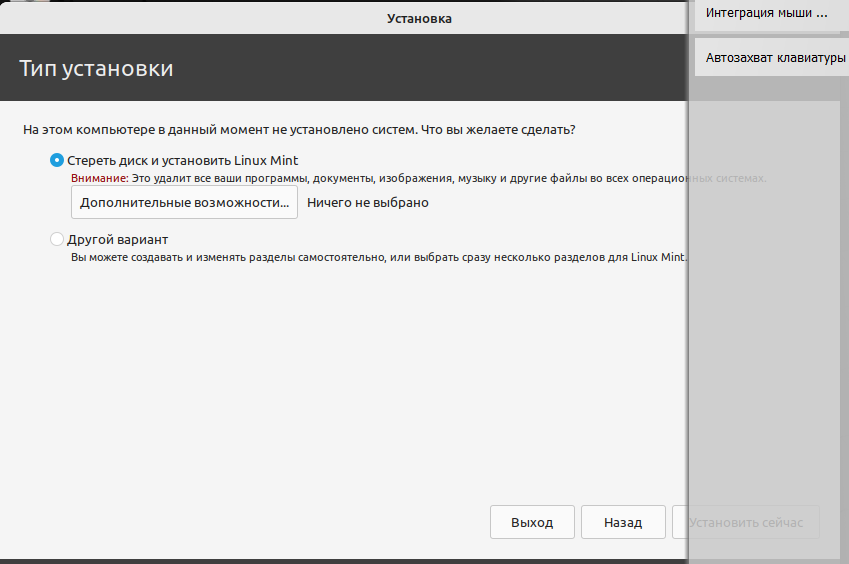 Установка
Интеграция мыши ...
Автозахват клавиатуры
Тип установки
На этом компьютере в данный момент не установлено систем. Что вы желаете сделать?
Стереть диск и установить Linux Mint
Внимание: Это удалит все ваши программы, документы, изображения, музыку и другие файлы во всех операционных системах.
Дополнительные возможности... Ничего не выбрано
Другой вариант
Вы можете создавать и изменять разделы самостоятельно, или выбрать сразу несколько разделов для Linux Mint.
Выход Назад Установить сейчас